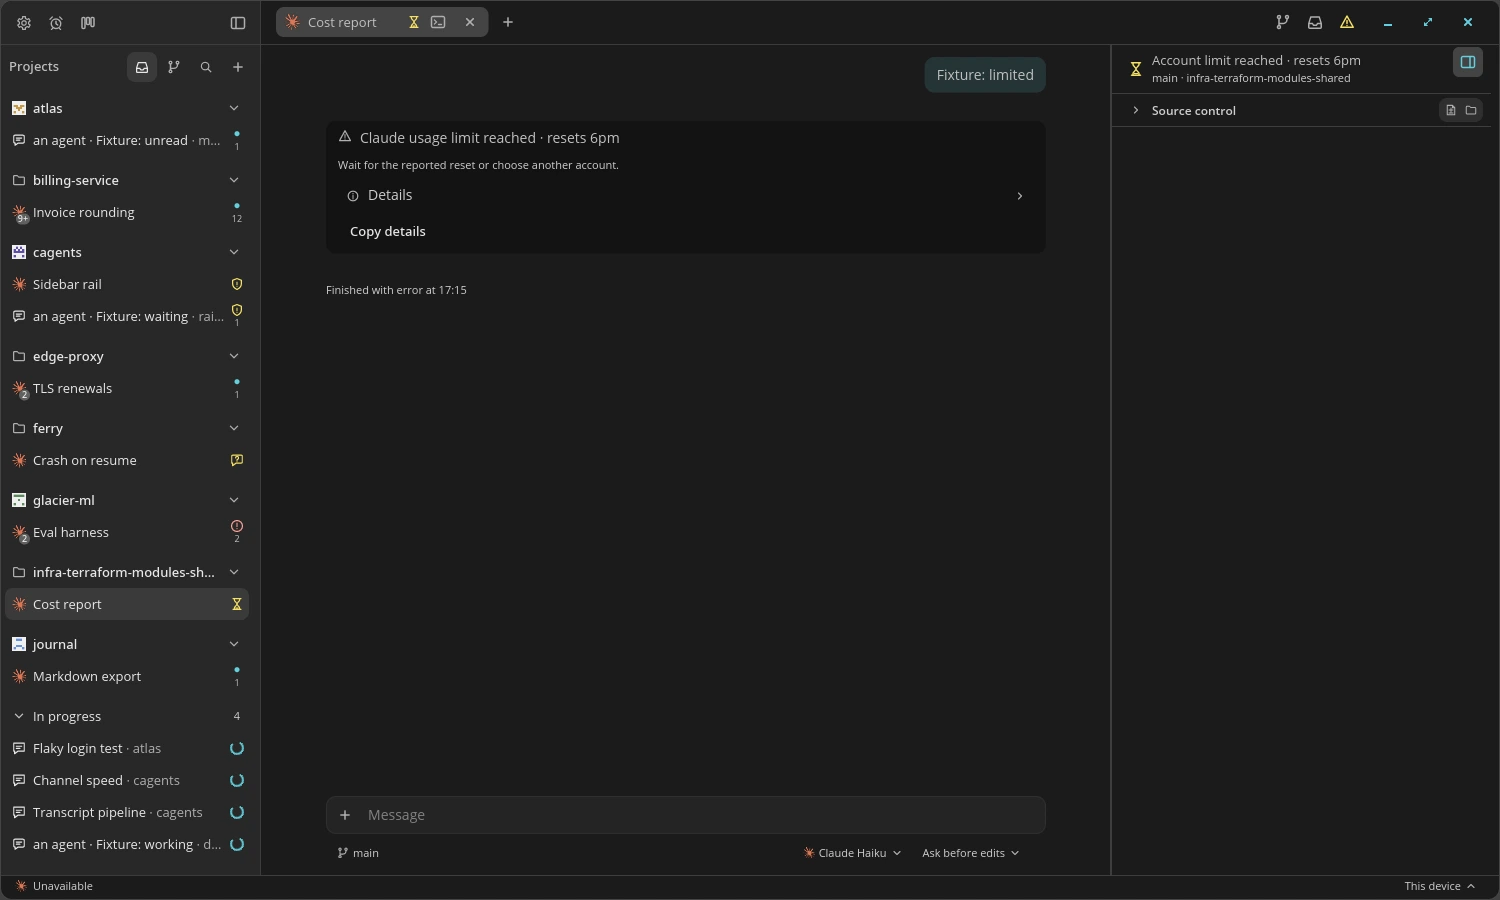 Cost report
Projects
atlas
an agent · Fixture: unread · m...
1
billing-service
9+
Invoice rounding
12
cagents
Sidebar rail
an agent · Fixture: waiting · rai...
1
edge-proxy
2
TLS renewals
1
ferry
Crash on resume
glacier-ml
2
Eval harness
2
infra-terraform-modules-sh...
Cost report
journal
Markdown export
1
In progress
4
Flaky login test · atlas
Channel speed · cagents
Transcript pipeline · cagents
an agent · Fixture: working · d...
Fixture: limited
Claude usage limit reached · resets 6pm
Wait for the reported reset or choose another account.
Details
Copy details
Finished with error at 17:15
Message
main
Claude Haiku
Ask before edits
Account limit reached · resets 6pm
main · infra-terraform-modules-shared
Source control
Unavailable
This device